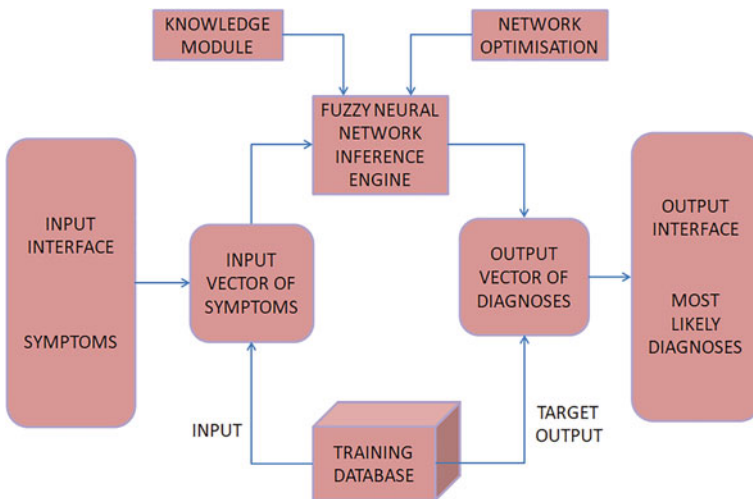 KNOWLEDGE
MODULE
NETWORK
OPTIMISATION
FUZZY NEURAL
NETWORK
INFERENCE
ENGINE
INPUT
INTERFACE
SYMPTOMS
INPUT
VECTOR OF
SYMPTOMS
OUTPUT
VECTOR OF
DIAGNOSES
OUTPUT
INTERFACE
MOST
LIKELY
DIAGNOSES
INPUT
TARGET
OUTPUT
TRAINING
DATABASE